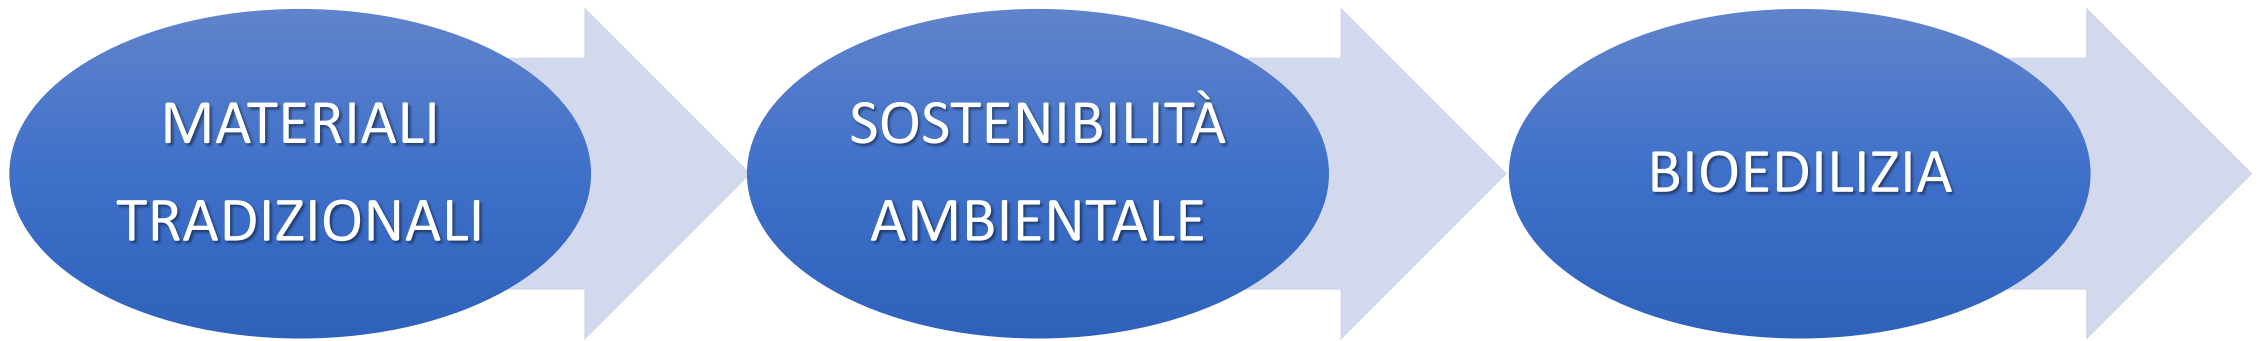 MATERIALI
TRADIZIONALI
SOSTENIBILITÀ
AMBIENTALE
BIOEDILIZIA